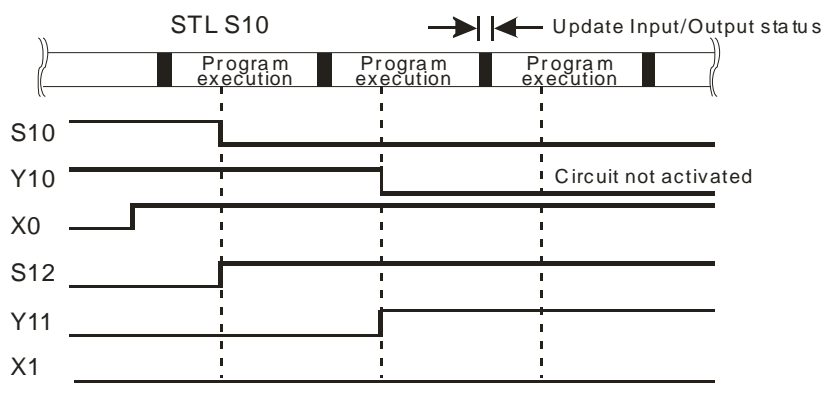 STL S10
Update Input/Output status
Program execution
Program execution
Program execution
S10
Y10
Circuit not activated
X0
S12
Y11
X1